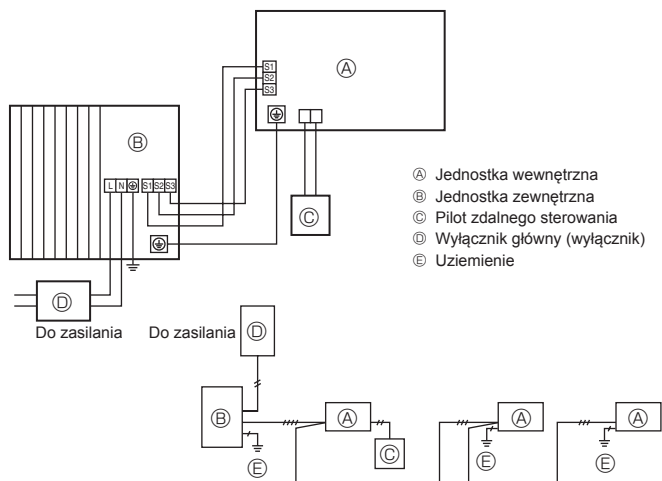 S1
S2
S3
Ⓐ
Ⓑ
L N S1 S2 S3
Ⓒ
Ⓐ Jednostka wewnętrzna
Ⓑ Jednostka zewnętrzna
Ⓒ Pilot zdalnego sterowania
Ⓓ Wyłącznik główny (wyłącznik)
Ⓔ Uziemienie
Ⓓ
Do zasilania
Do zasilania Ⓓ
Ⓑ Ⓐ Ⓐ Ⓐ
Ⓒ
Ⓔ Ⓔ Ⓔ